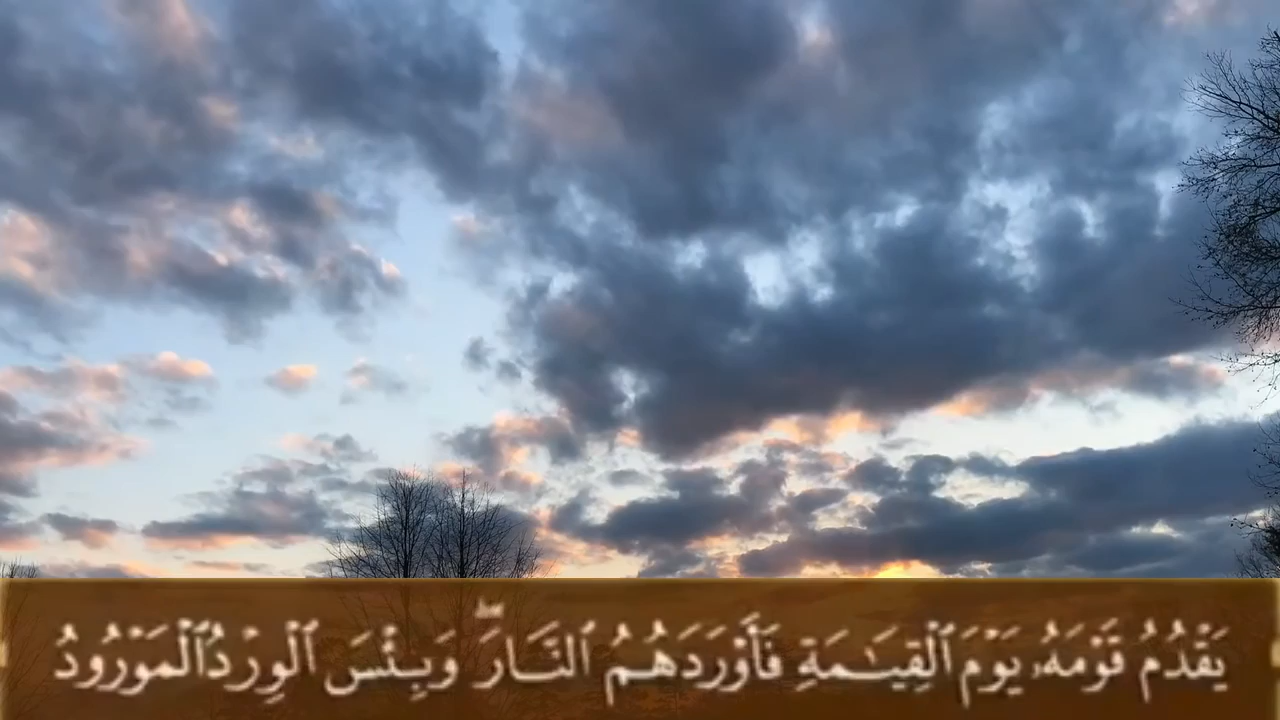 يَقْدُمُ قَوْمَهُۥ يَوْمَ ٱلْقِيَـٰمَةِ فَأَوْرَدَهُمُ ٱلنَّارَ ۖ وَبِئْسَ ٱلْوِرْدُ ٱلْمَوْرُودُ